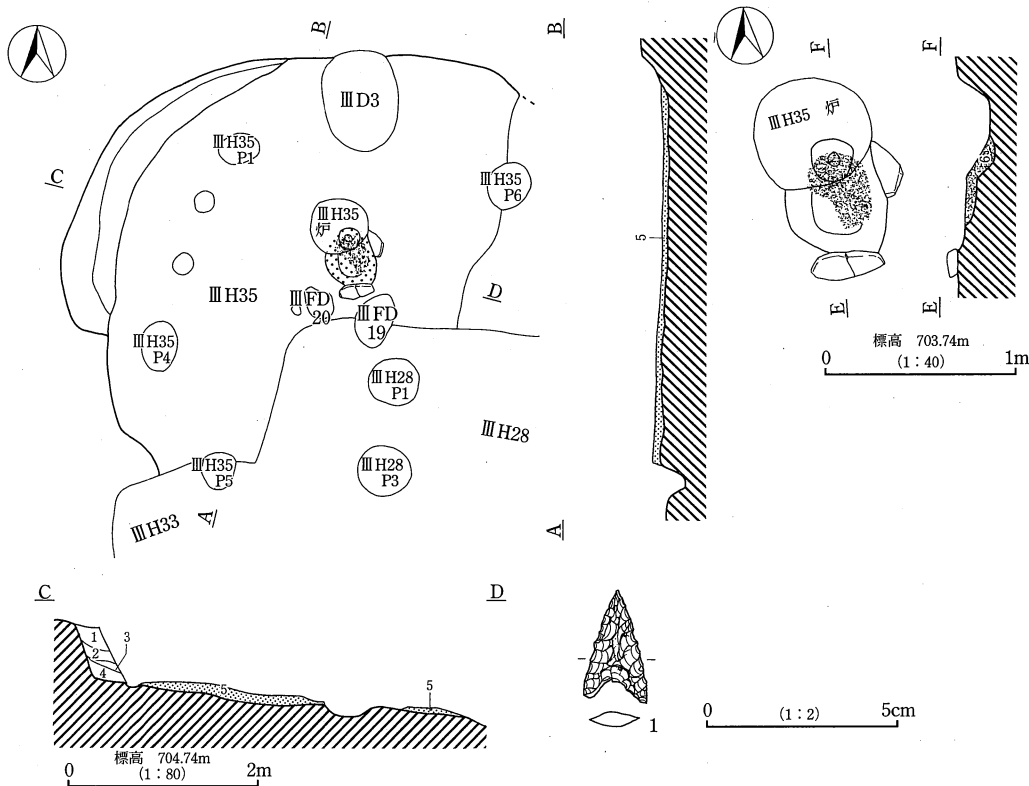 B
B
F
F
ⅢD3
ⅢH35 炉
ⅢH35
P1
C
ⅢH35
P6
65
ⅢH35
炉
5
ⅢH35
D
ⅢFD
20
ⅢFD
19
E
E
ⅢH35
P4
標高 703.74m
0 (1:40) 1m
ⅢH28
P1
ⅢH28
ⅢH35
P5
ⅢH28
P3
ⅢH33
A
A
C
D
1
2
3
4
5
5
標高 704.74m
0 (1:80) 2m
1
0 (1:2) 5cm